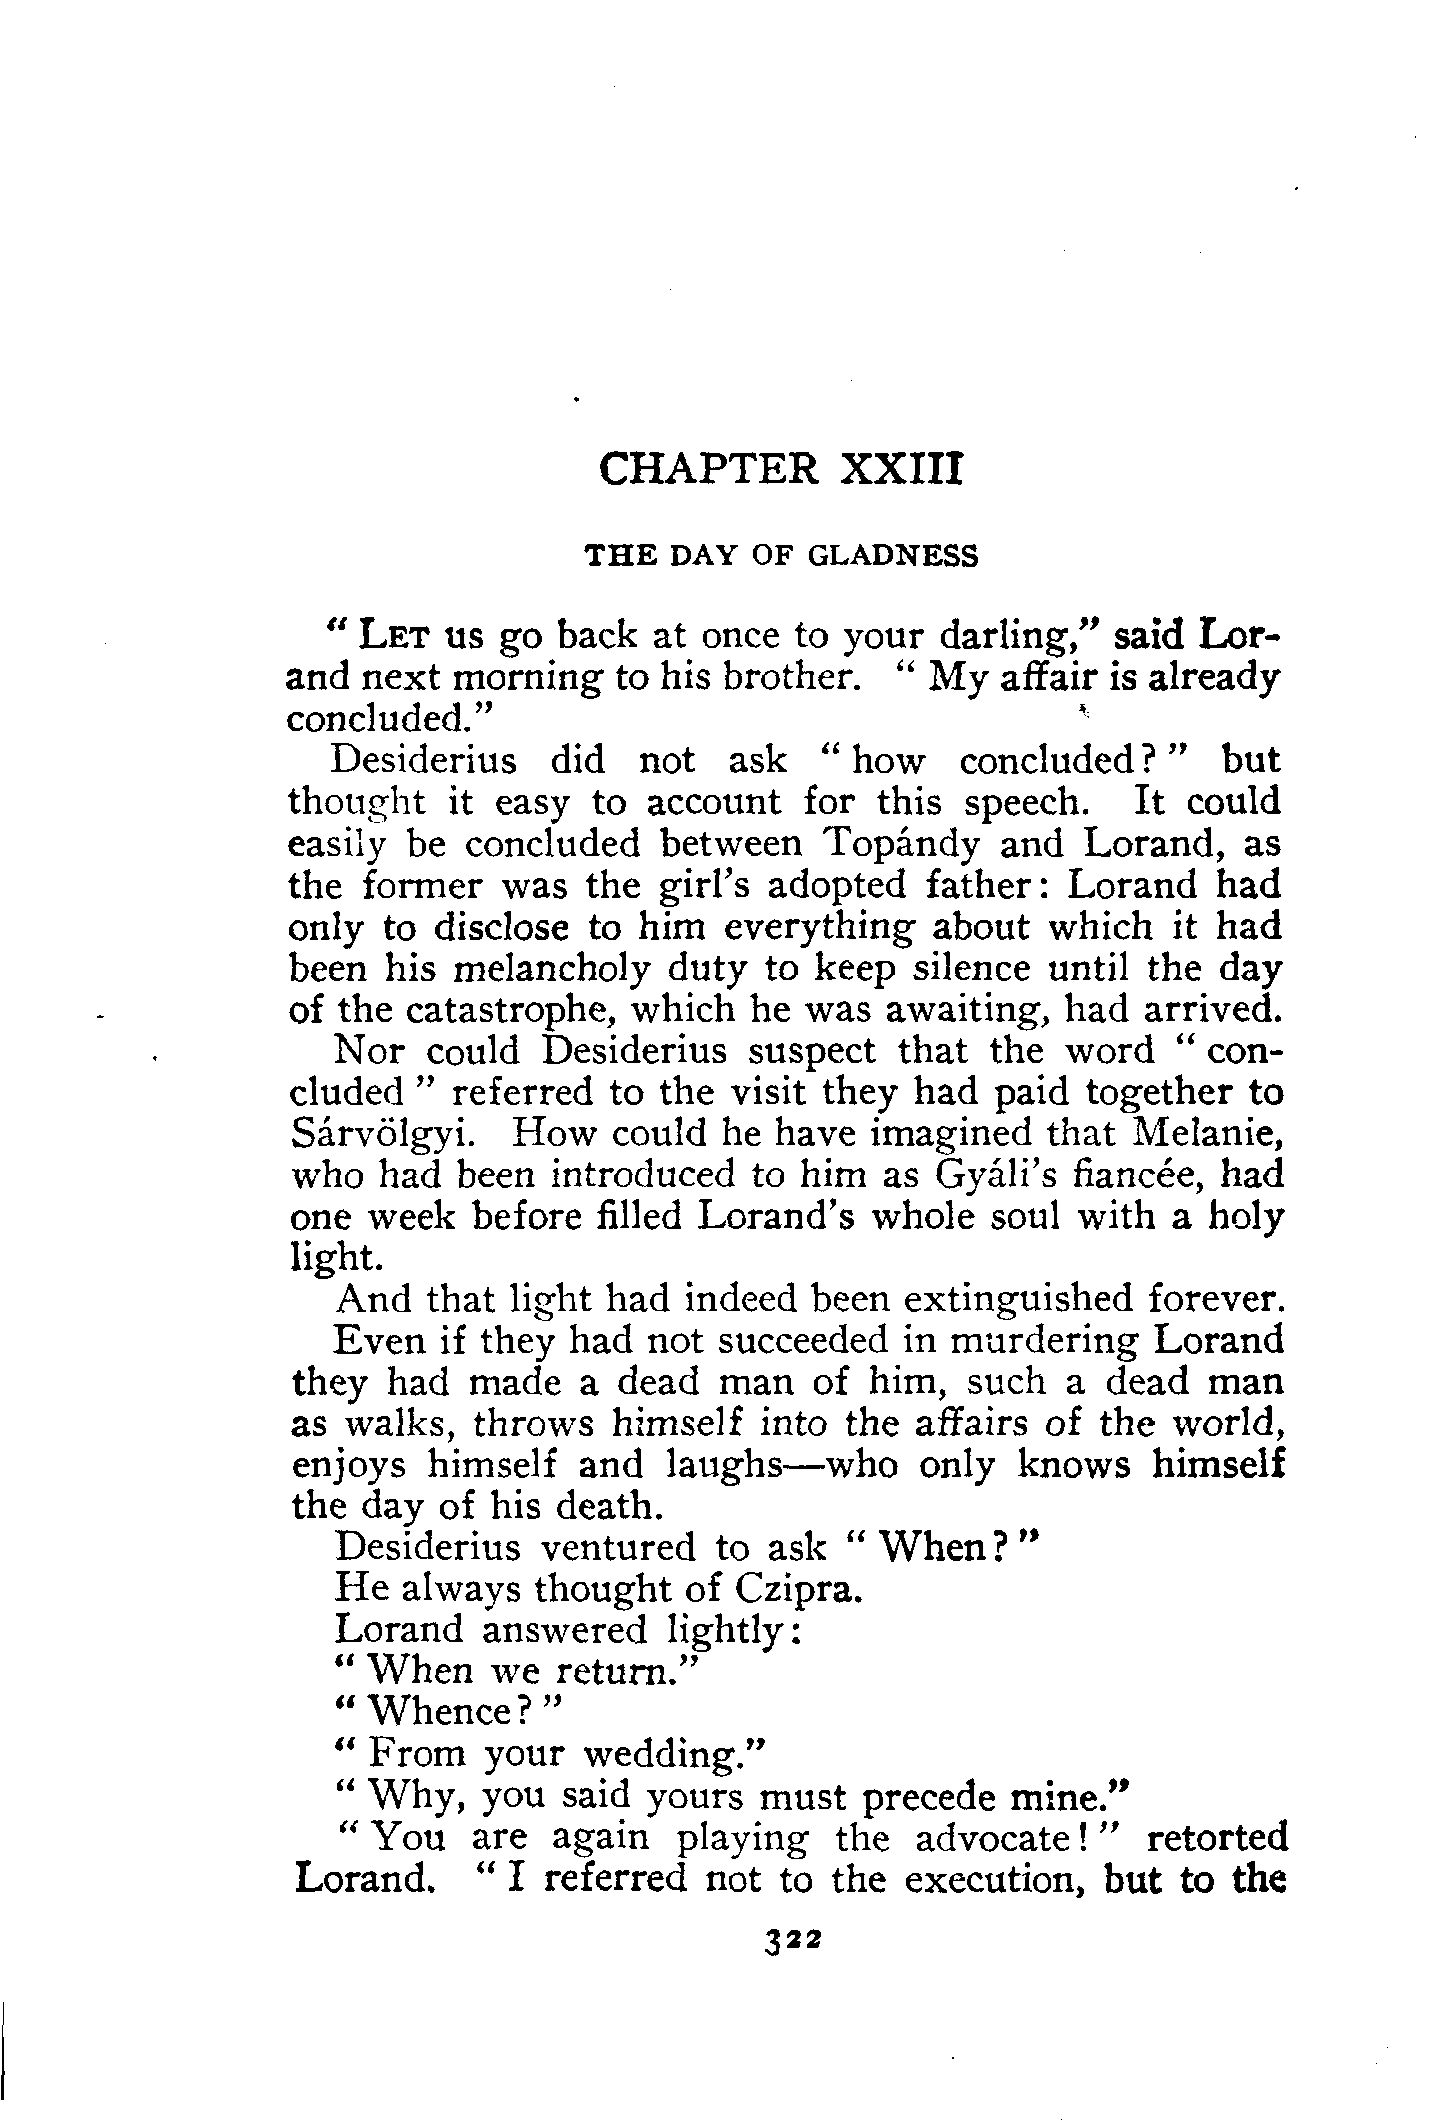 CHAPTER XXIII
THE DAY OF GLADNESS
“ LET us go back at once to your darling,” said Lor-
and next morning to his brother. “ My affair is already
concluded.”
Desiderius did not ask “ how concluded? ” but
thought it easy to account for this speech. It could
easily be concluded between Topándy and Lorand, as
the former was the girl’s adopted father: Lorand had
only to disclose to him everything about which it had
been his melancholy duty to keep silence until the day
of the catastrophe, which he was awaiting, had arrived.
Nor could Desiderius suspect that the word “ con-
cluded ” referred to the visit they had paid together to
Sárvölgyi. How could he have imagined that Melanie,
who had been introduced to him as Gyáli’s fiancée, had
one week before filled Lorand’s whole soul with a holy
light.
And that light had indeed been extinguished forever.
Even if they had not succeeded in murdering Lorand
they had made a dead man of him, such a dead man
as walks, throws himself into the affairs of the world,
enjoys himself and laughs—who only knows himself
the day of his death.
Desiderius ventured to ask “ When? ”
He always thought of Czipra.
Lorand answered lightly:
“ When we return.”
“ Whence? ”
“ From your wedding.”
“ Why, you said yours must precede mine.”
“ You are again playing the advocate! ” retorted
Lorand. “ I referred not to the execution, but to the
322